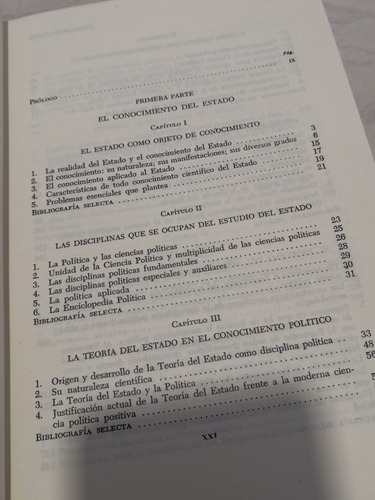 Pág.
PRÓLOGO IX
PRIMERA PARTE
EL CONOCIMIENTO DEL ESTADO
CAPÍTULO I
EL ESTADO COMO OBJETO DE CONOCIMIENTO
1. La realidad del Estado y el conocimiento del Estado 3
2. El conocimiento: su naturaleza; sus manifestaciones; sus diversos grados 6
3. El conocimiento aplicado al Estado 15
4. Características de todo conocimiento científico del Estado 17
5. Problemas esenciales que plantea 19
BIBLIOGRAFÍA SELECTA 21
CAPÍTULO II
LAS DISCIPLINAS QUE SE OCUPAN DEL ESTUDIO DEL ESTADO
1. La Política y las ciencias políticas 23
2. Unidad de la Ciencia Política y multiplicidad de las ciencias políticas 25
3. Las disciplinas políticas fundamentales 26
4. Las disciplinas políticas especiales y auxiliares 28
5. La política aplicada 29
6. La Enciclopedia Política 30
BIBLIOGRAFÍA SELECTA 31
CAPÍTULO III
LA TEORÍA DEL ESTADO EN EL CONOCIMIENTO POLÍTICO
1. Origen y desarrollo de la Teoría del Estado como disciplina política 33
2. Su naturaleza científica 48
3. La Teoría del Estado y la Política 56
4. Justificación actual de la Teoría del Estado frente a la moderna cien-
cia política positiva
BIBLIOGRAFÍA SELECTA
XXI